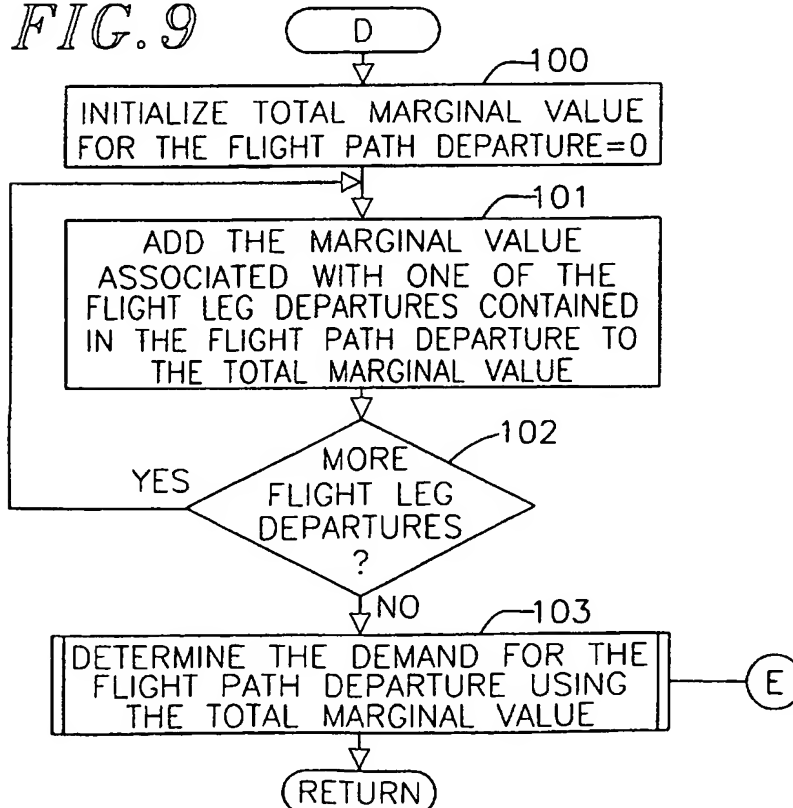 FIG.9
D
100
INITIALIZE TOTAL MARGINAL VALUE
FOR THE FLIGHT PATH DEPARTURE=0
101
ADD THE MARGINAL VALUE
ASSOCIATED WITH ONE OF THE
FLIGHT LEG DEPARTURES CONTAINED
IN THE FLIGHT PATH DEPARTURE TO
THE TOTAL MARGINAL VALUE
102
MORE
FLIGHT LEG
DEPARTURES
?
YES
NO
103
DETERMINE THE DEMAND FOR THE
FLIGHT PATH DEPARTURE USING
THE TOTAL MARGINAL VALUE
E
RETURN